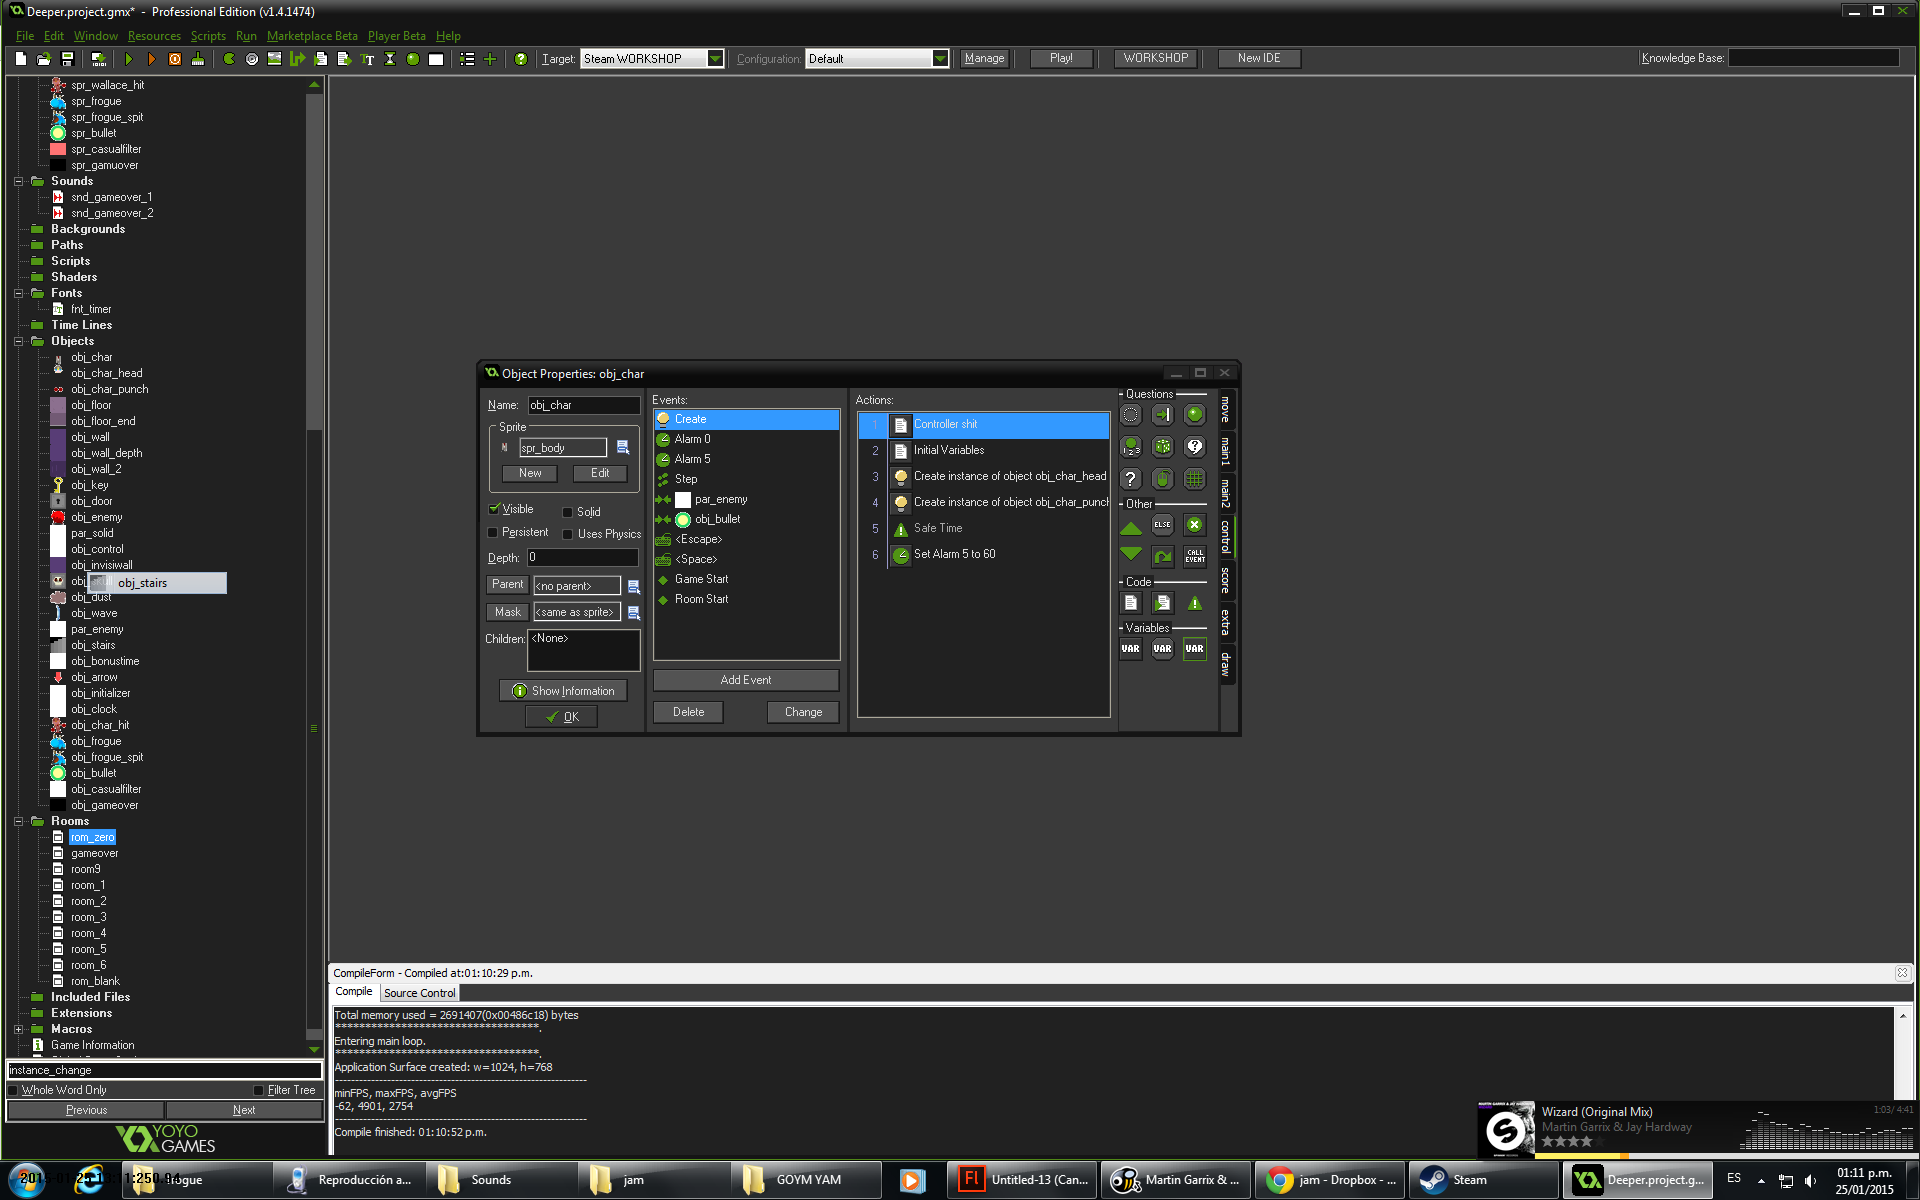 Deeper.project.gmx* - Professional Edition (v1.4.1474)
File Edit Window Resources Scripts Run Marketplace Beta Player Beta Help
Target: Steam WORKSHOP Configuration: Default Manage Play! WORKSHOP New IDE Knowledge Base:
spr_wallace_hit
spr_frogue
spr_frogue_spit
spr_bullet
spr_casualfilter
spr_gamuover
Sounds
snd_gameover_1
snd_gameover_2
Backgrounds
Paths
Scripts
Shaders
Fonts
fnt_timer
Time Lines
Objects
obj_char
obj_char_head
obj_char_punch
obj_floor
obj_floor_end
obj_wall
obj_wall_depth
obj_wall_2
obj_key
obj_door
obj_enemy
par_solid
obj_control
obj_invisiwall
obj_stairs
obj_dust
obj_wave
par_enemy
obj_stairs
obj_bonustime
obj_arrow
obj_initializer
obj_clock
obj_char_hit
obj_frogue
obj_frogue_spit
obj_bullet
obj_casualfilter
obj_gameover
Rooms
rom_zero
gameover
room9
room_1
room_2
room_3
room_4
room_5
room_6
rom_blank
Included Files
Extensions
Macros
Game Information
instance_change
Whole Word Only Filter Tree
Previous Next
YOYO
GAMES
Object Properties: obj_char
Name: obj_char
Sprite
spr_body
New Edit
Visible Solid
Persistent Uses Physics
Depth: 0
Parent <no parent>
Mask <same as sprite>
Children: <None>
Show Information
OK
Events:
Create
Alarm 0
Alarm 5
Step
par_enemy
obj_bullet
<Escape>
<Space>
Game Start
Room Start
Add Event
Delete Change
Actions:
1 Controller shit
2 Initial Variables
3 Create instance of object obj_char_head
4 Create instance of object obj_char_punch
5 Safe Time
6 Set Alarm 5 to 60
Questions
Other
ELSE
CALL EVENT
Code
Variables
VAR VAR VAR
move
main1
main2
control
score
extra
draw
CompileForm - Compiled at:01:10:29 p.m.
Compile Source Control
Total memory used = 2691407(0x00486c18) bytes
***********************************.
Entering main loop.
***********************************.
Application Surface created: w=1024, h=768
minFPS, maxFPS, avgFPS
-62, 4901, 2754
Compile finished: 01:10:52 p.m.
Wizard (Original Mix) 1:03/ 4:41
Martin Garrix & Jay Hardway
Reproducción a... Sounds jam GOYM YAM Untitled-13 (Can... Martin Garrix & ... jam - Dropbox - ... Steam Deeper.project.g... ES
01:11 p.m.
25/01/2015